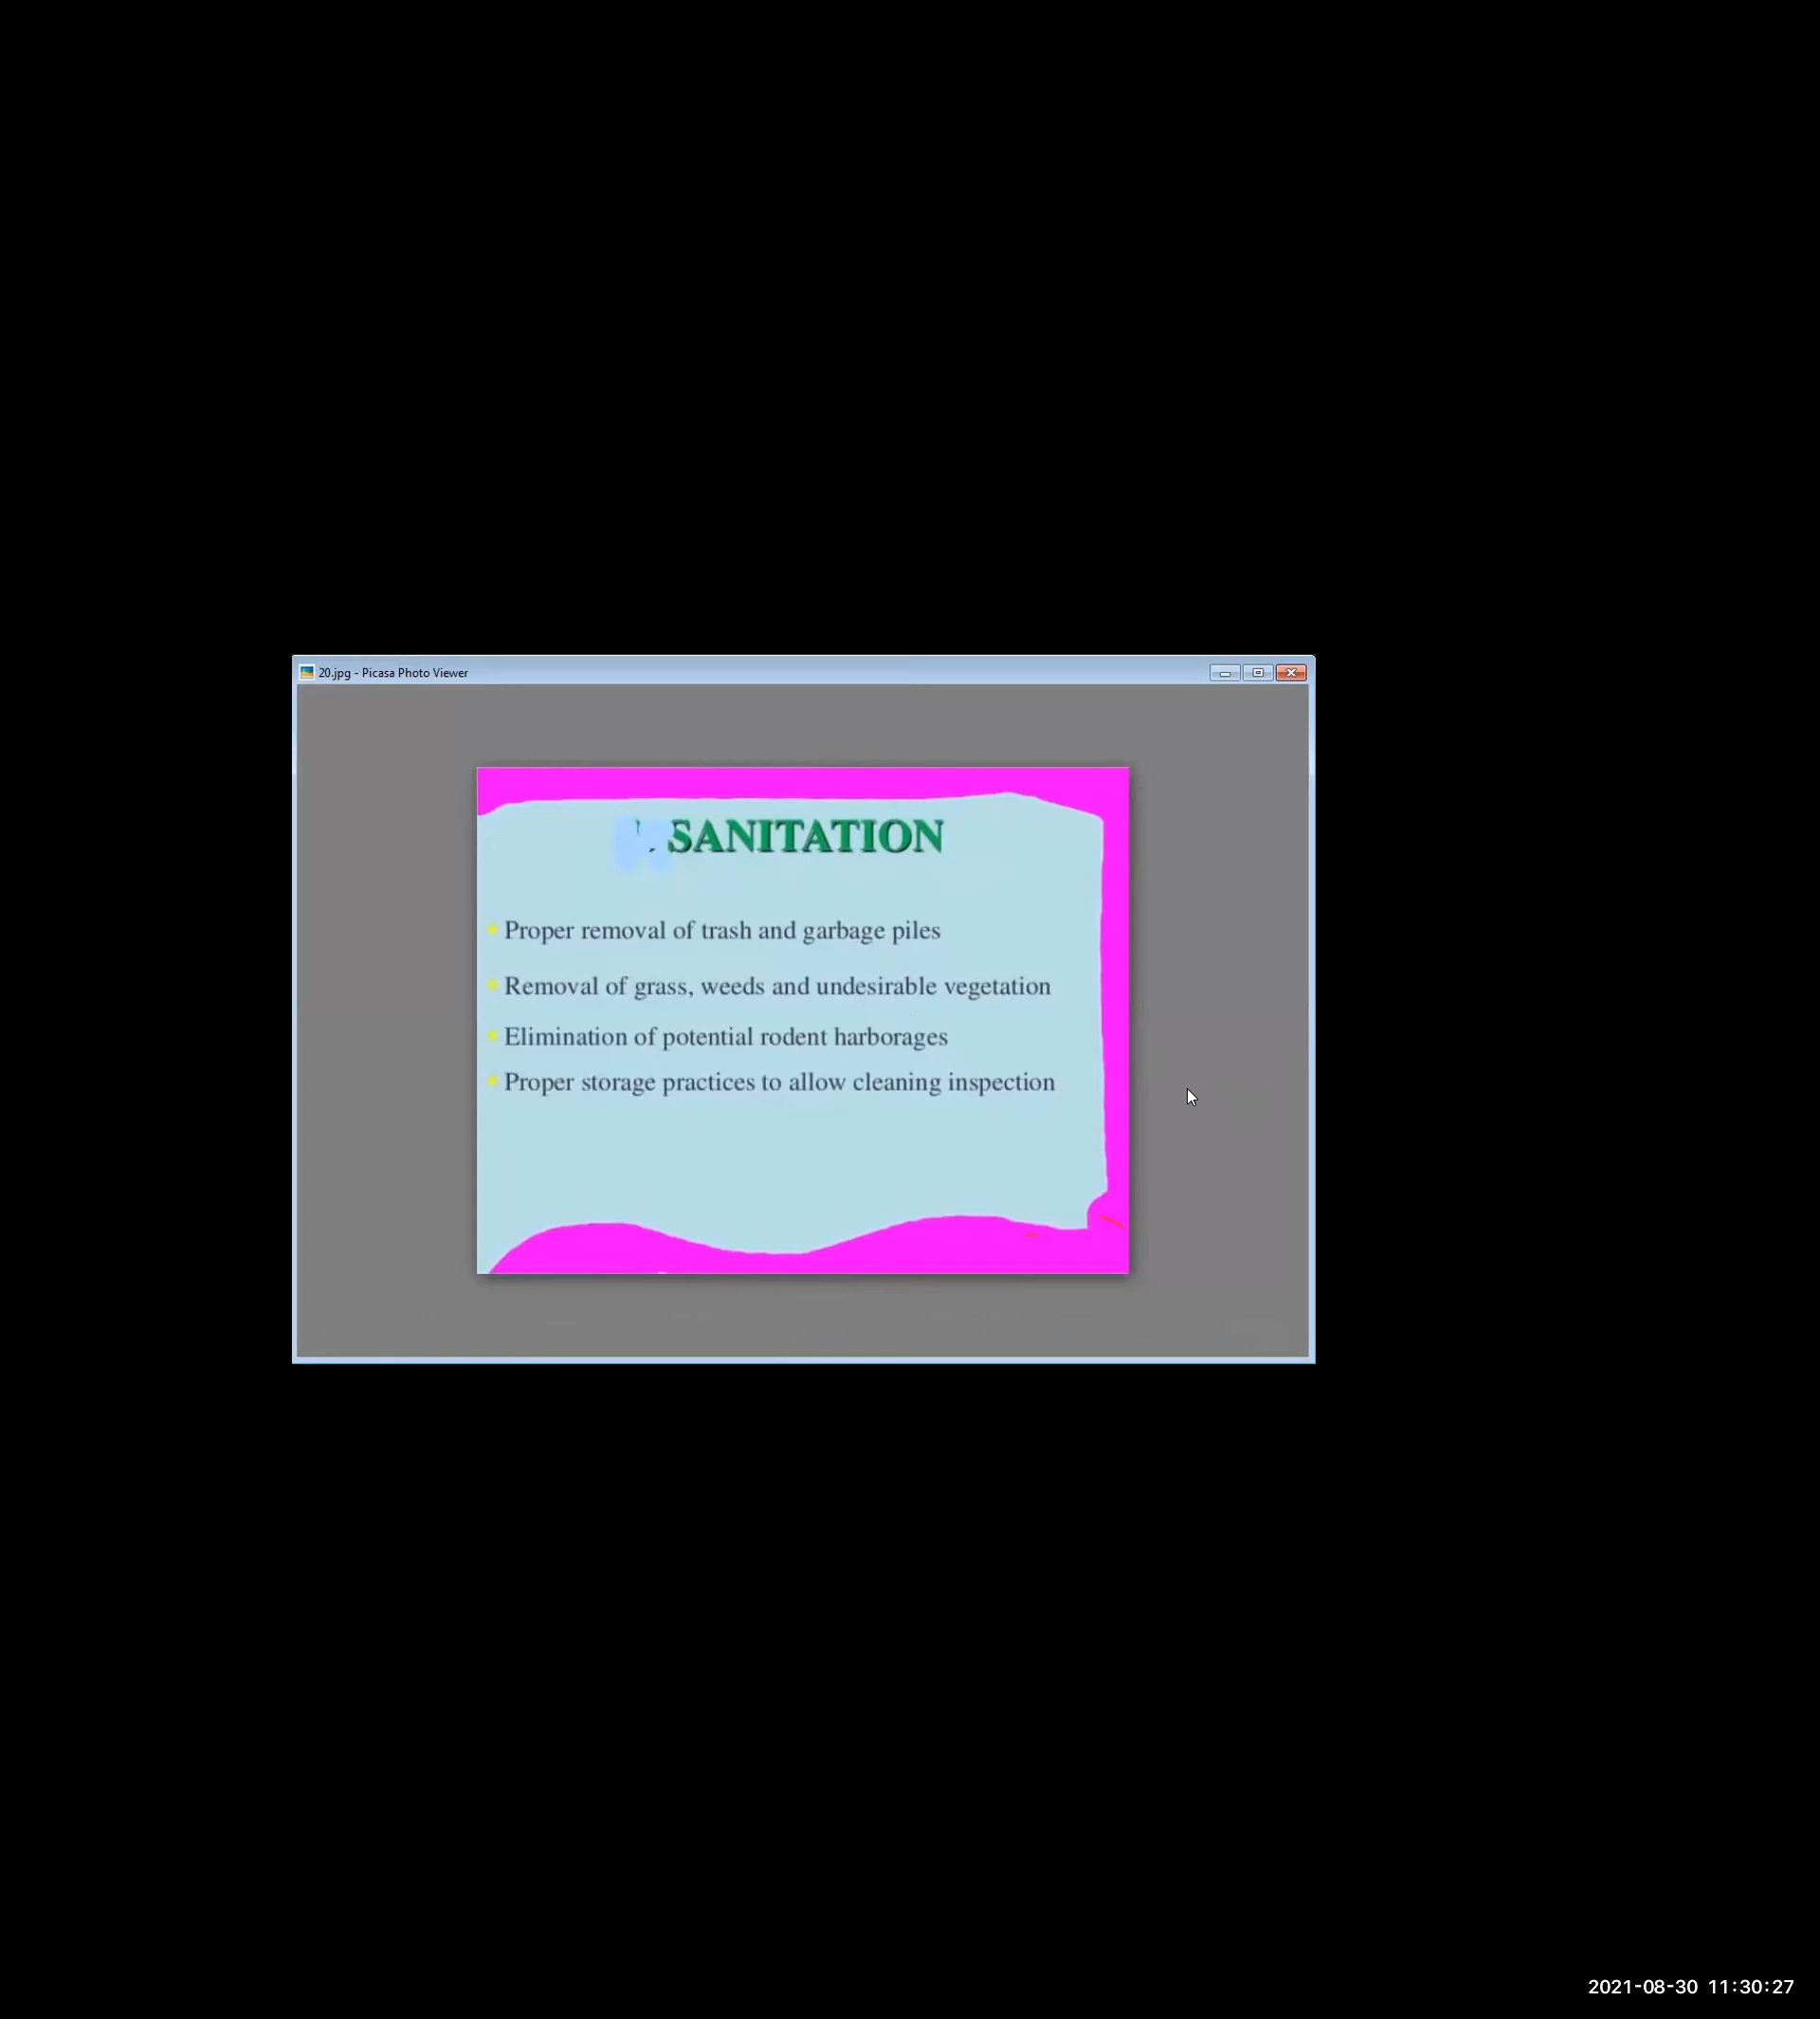 20.jpg - Picasa Photo Viewer
SANITATION
Proper removal of trash and garbage piles
Removal of grass, weeds and undesirable vegetation
Elimination of potential rodent harborages
Proper storage practices to allow cleaning inspection
2021-08-30 11:30:27